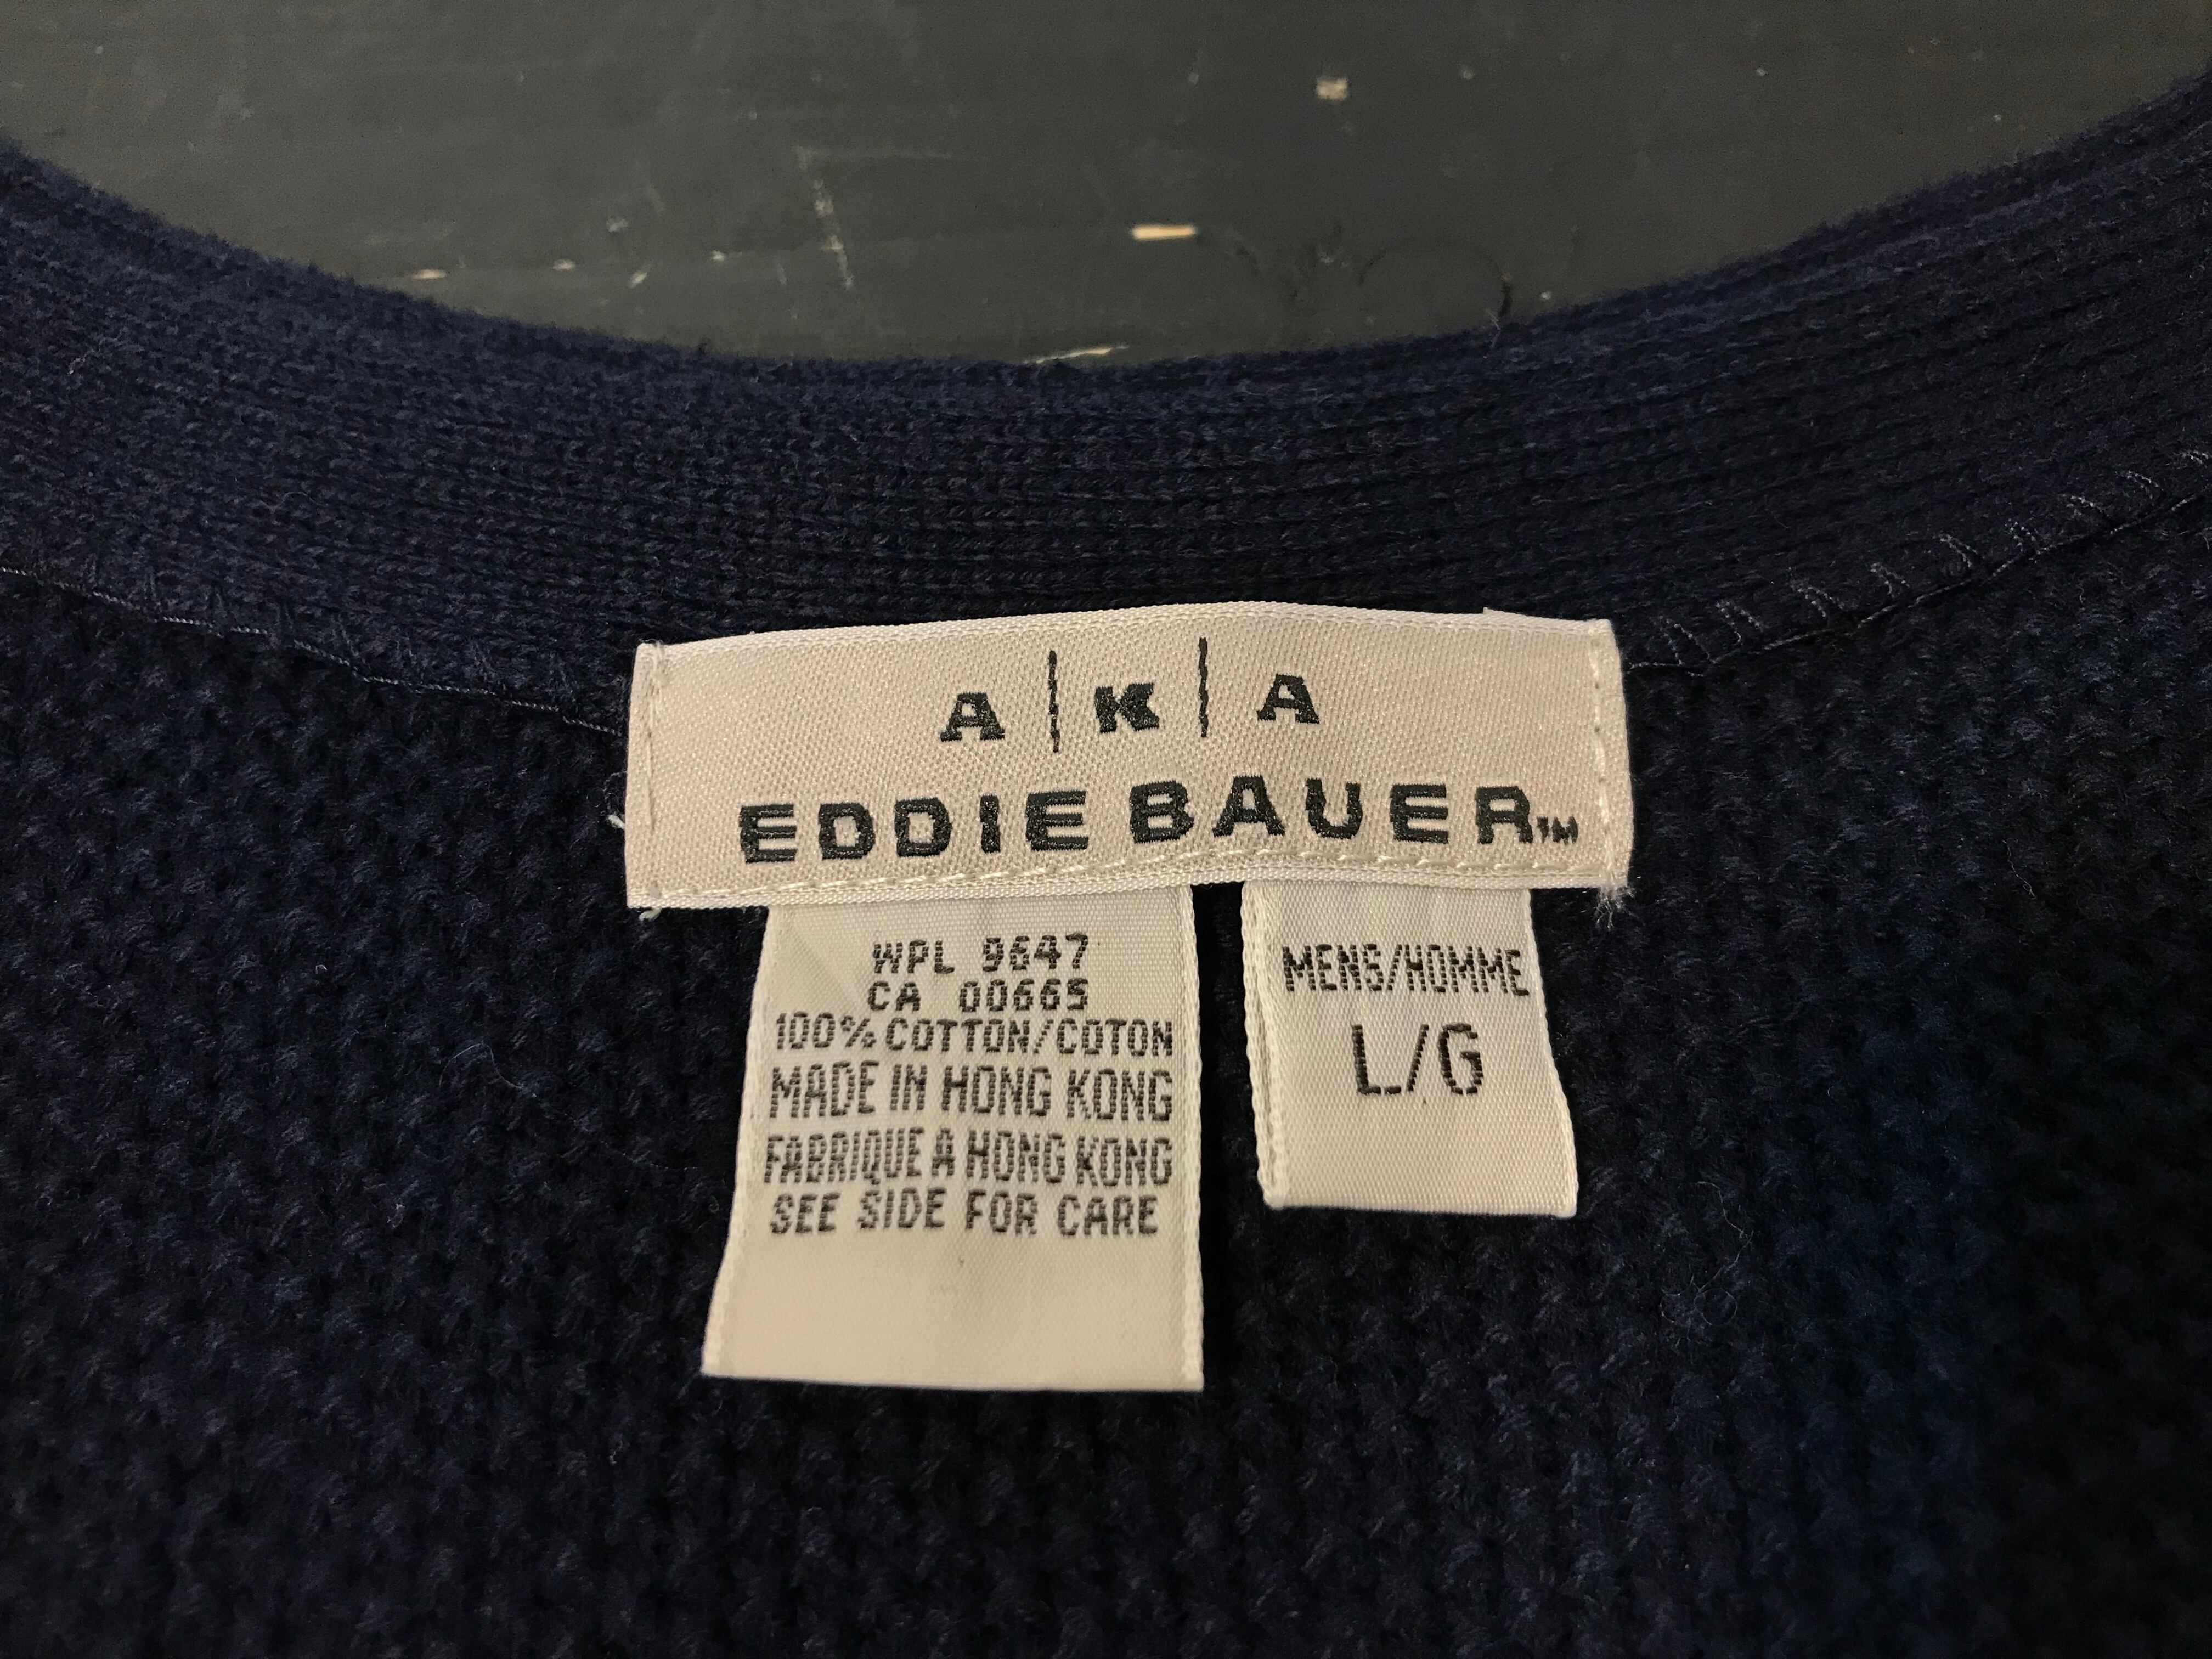 A|K|A
EDDIE BAUER™
WPL 9647
CA 00665
100% COTTON/COTON
MADE IN HONG KONG
FABRIQUE A HONG KONG
SEE SIDE FOR CARE
MENS/HOMME
L/G